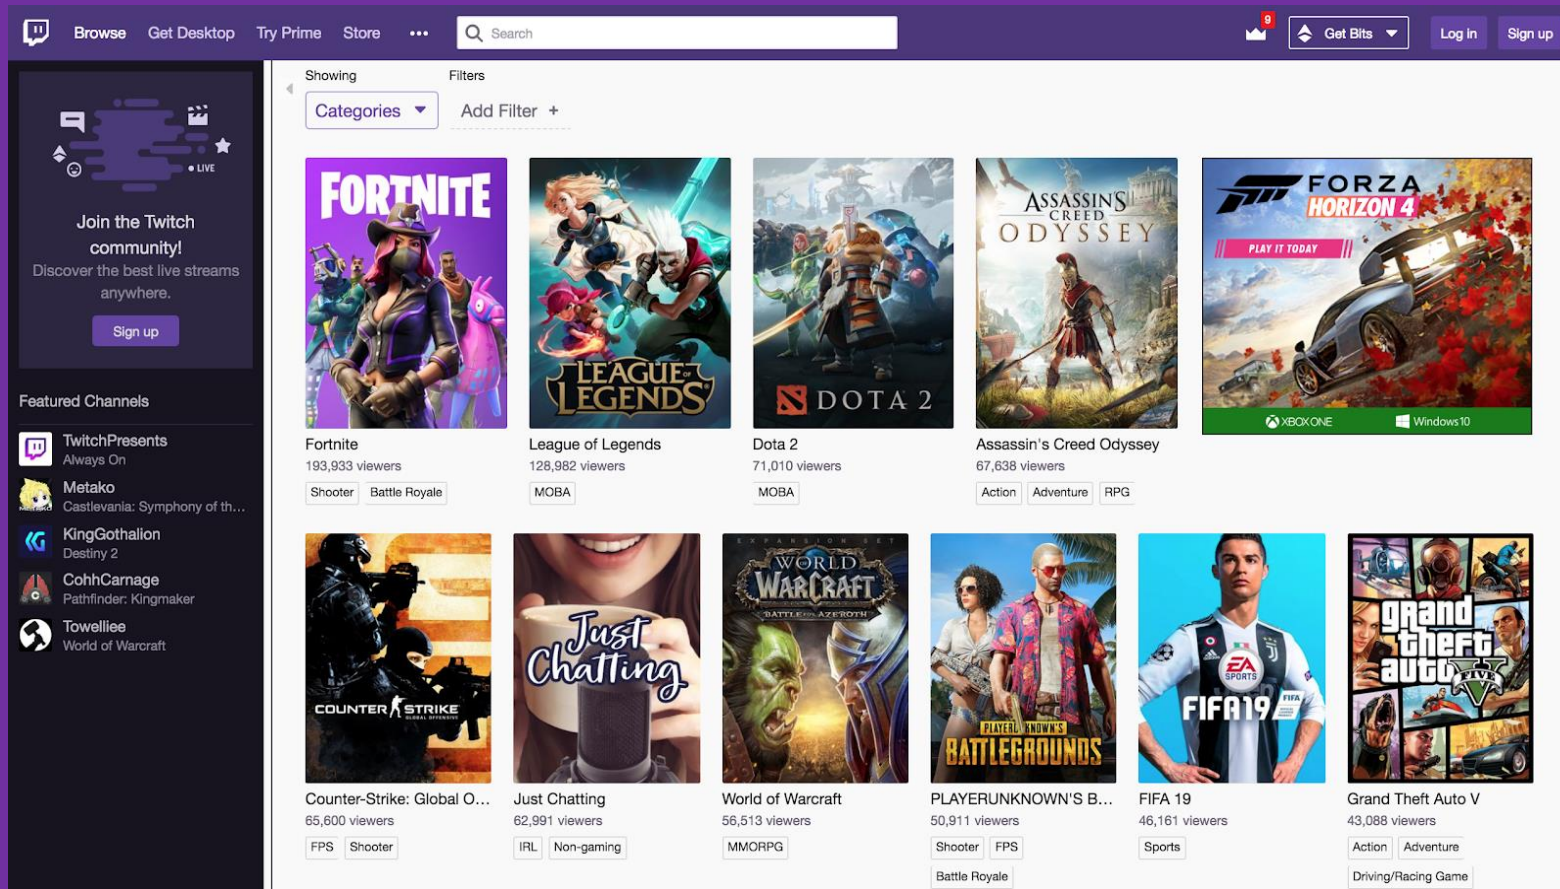 Browse Get Desktop Try Prime Store ••• Search 9 Get Bits Log in Sign up
Join the Twitch
community!
Discover the best live streams
anywhere.
Sign up
LIVE
Featured Channels
TwitchPresents
Always On
Metako
Castlevania: Symphony of th...
KingGothalion
Destiny 2
CohhCarnage
Pathfinder: Kingmaker
Towelliee
World of Warcraft
Showing Filters
Categories Add Filter +
FORTNITE
Fortnite
193,933 viewers
Shooter Battle Royale
LEAGUE OF
LEGENDS
League of Legends
128,982 viewers
MOBA
DOTA 2
Dota 2
71,010 viewers
MOBA
ASSASSIN'S
CREED
ODYSSEY
Assassin's Creed Odyssey
67,638 viewers
Action Adventure RPG
FORZA
HORIZON 4
PLAY IT TODAY
XBOX ONE Windows 10
COUNTER STRIKE
GLOBAL OFFENSIVE
Counter-Strike: Global O...
65,600 viewers
FPS Shooter
Just
Chatting
Just Chatting
62,991 viewers
IRL Non-gaming
EXPANSION SET
WORLD
WARCRAFT
BATTLE FOR AZEROTH
World of Warcraft
56,513 viewers
MMORPG
PLAYERUNKNOWN'S
BATTLEGROUNDS
PLAYERUNKNOWN'S B...
50,911 viewers
Shooter FPS
Battle Royale
EA
SPORTS
FIFA 19
FIFA
FIFA 19
46,161 viewers
Sports
grand
theft
auto
FIVE
Grand Theft Auto V
43,088 viewers
Action Adventure
Driving/Racing Game